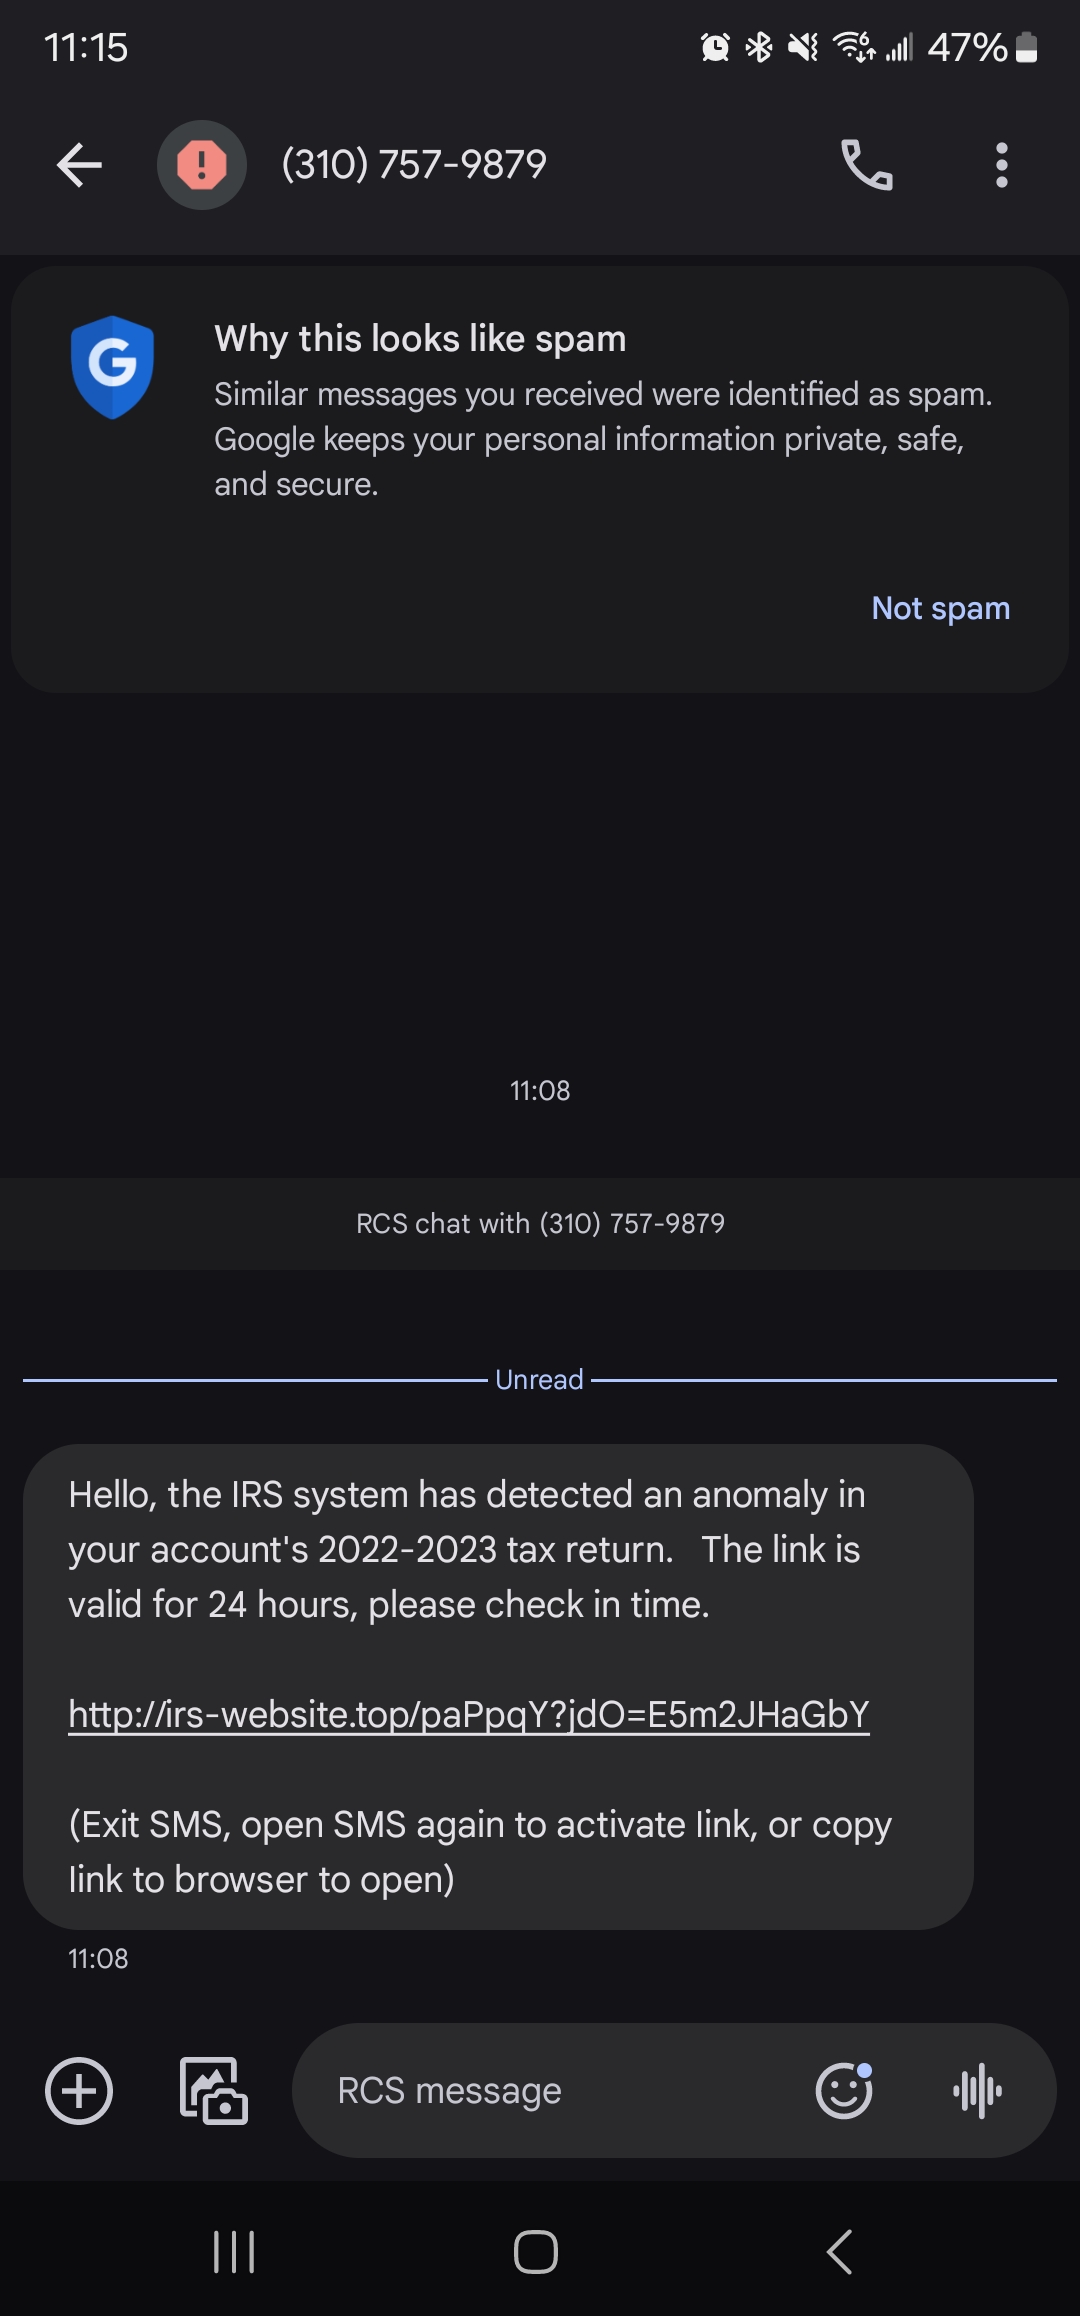 11:15
6
47%
(310) 757-9879
G
Why this looks like spam
Similar messages you received were identified as spam.
Google keeps your personal information private, safe,
and secure.
Not spam
11:08
RCS chat with (310) 757-9879
Unread
Hello, the IRS system has detected an anomaly in
your account's 2022-2023 tax return.   The link is
valid for 24 hours, please check in time.
http://irs-website.top/paPpqY?jdO=E5m2JHaGbY
(Exit SMS, open SMS again to activate link, or copy
link to browser to open)
11:08
RCS message